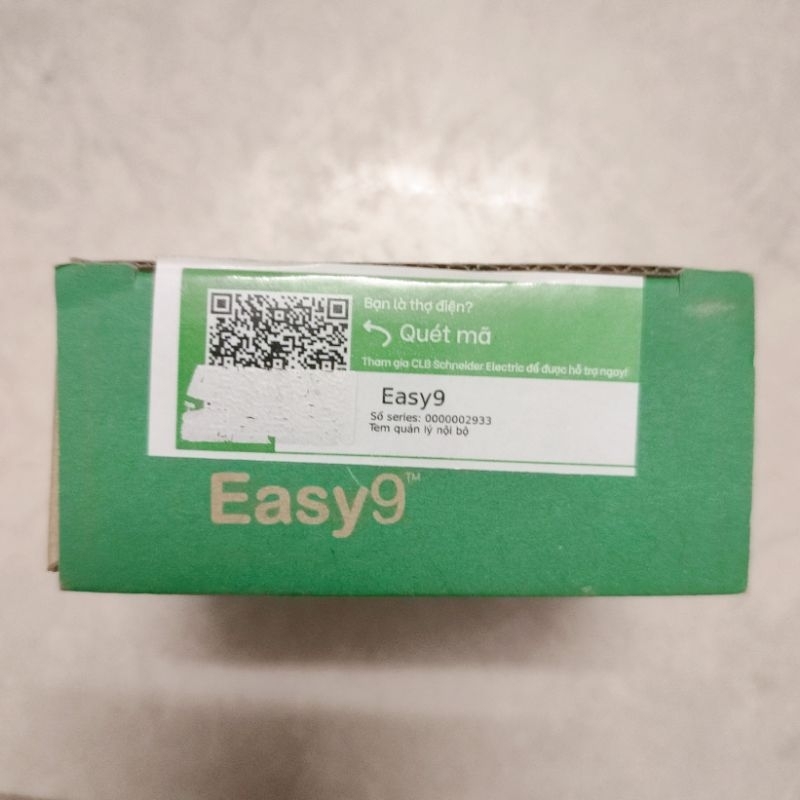 Bạn là thợ điện?
Quét mã
Tham gia CLB Schneider Electric để được hỗ trợ ngay!
Easy9
Số series: 0000002933
Tem quản lý nội bộ
Easy9™